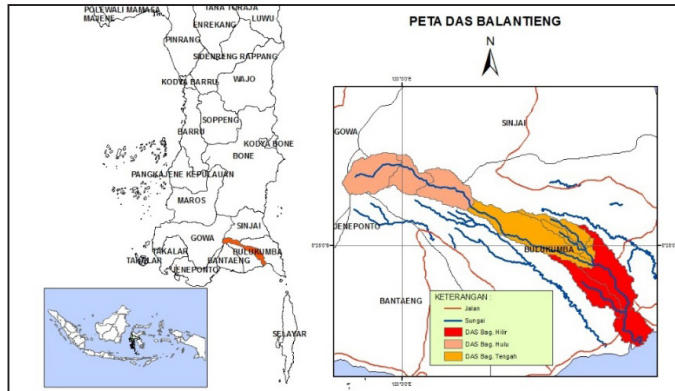 POLEWALI MAMASA
MAJENE
TANA TORAJA
ENREKANG
LUWU
PINRANG
SIDENRENG RAPPANG
KODYA BARRU
WAJO
SOPPENG
BARRU
KODYA BONE
BONE
PANGKAJENE KEPULAUAN
MAROS
SINJAI
GOWA
TAKALAR
BULUKUMBA
BANTAENG
JENEPONTO
SELAYAR
PETA DAS BALANTIENG
N
SINJAI
GOWA
JENEPONTO
BULUKUMBA
BANTAENG
KETERANGAN :
Jalan
Sungai
DAS Bag. Hilir
DAS Bag. Hulu
DAS Bag. Tengah